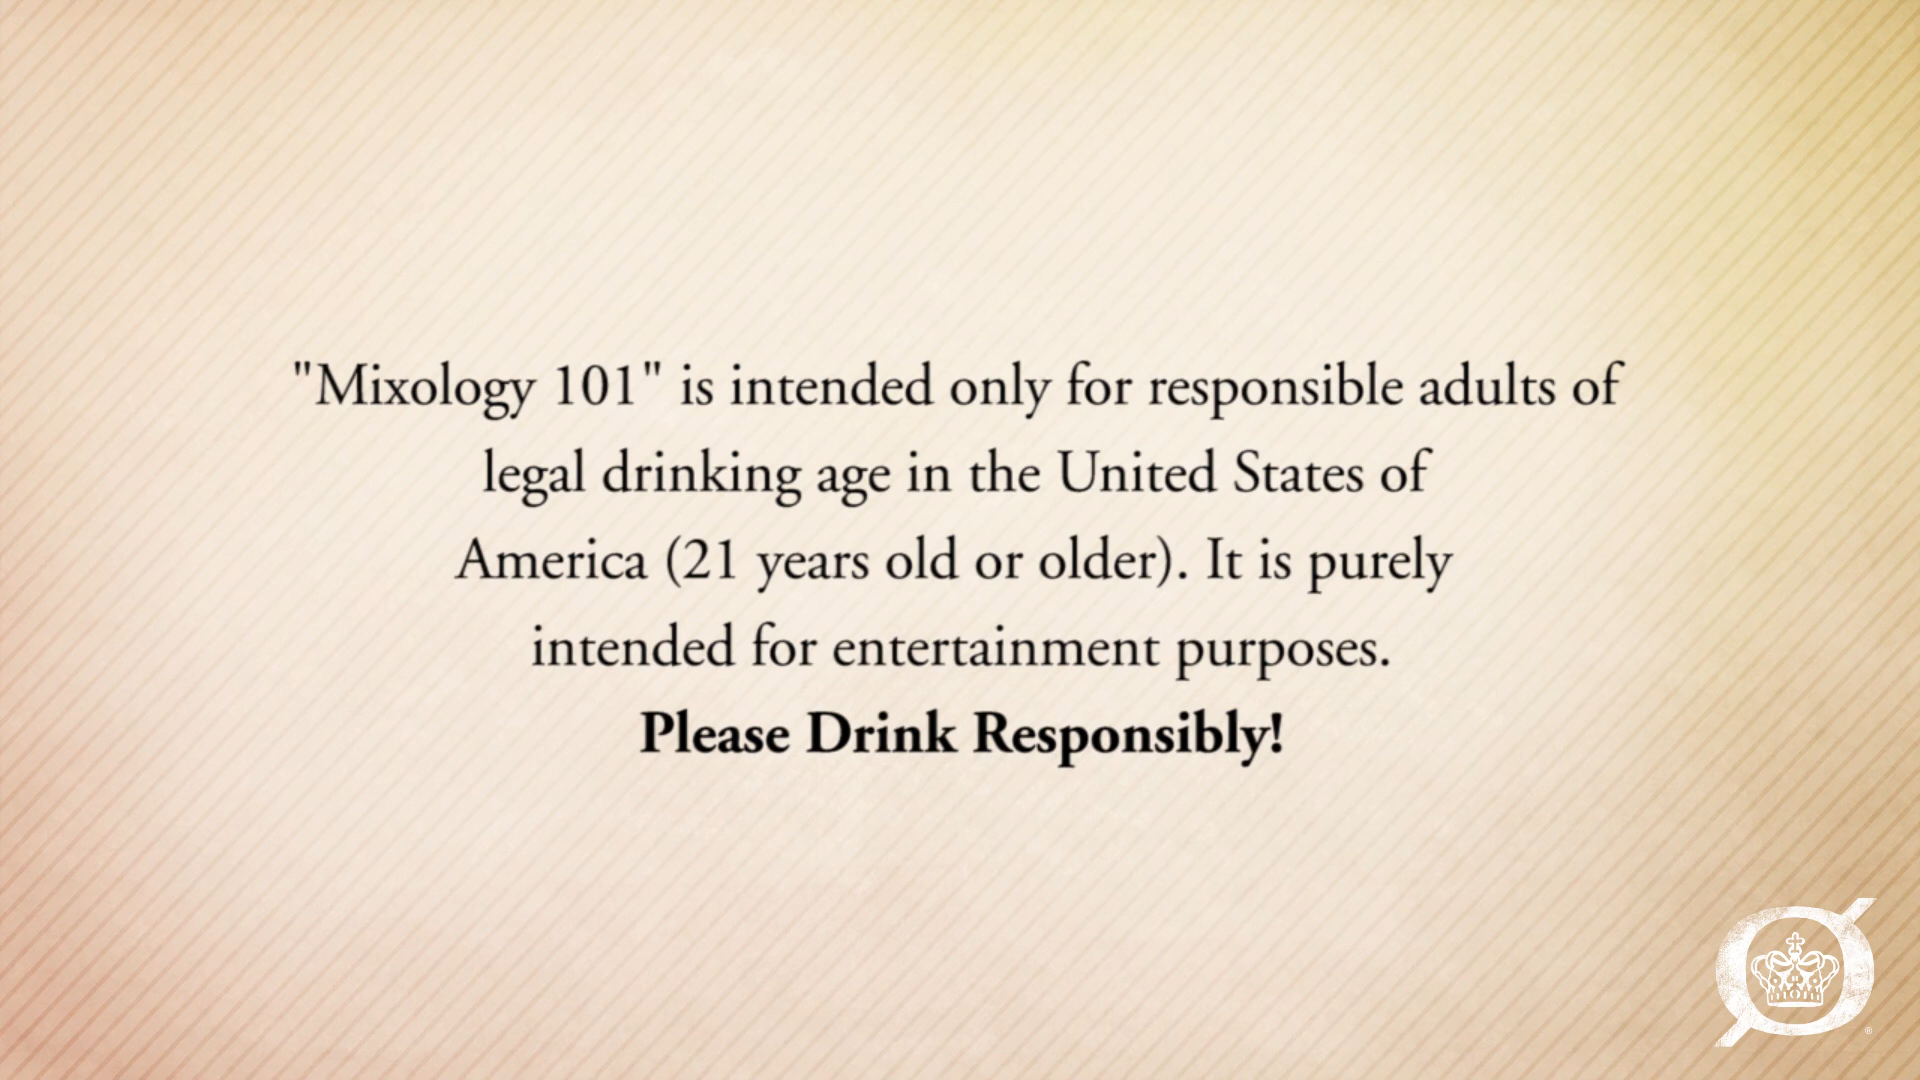 "Mixology 101" is intended only for responsible adults of
legal drinking age in the United States of
America (21 years old or older). It is purely
intended for entertainment purposes.
Please Drink Responsibly!
Ø
®